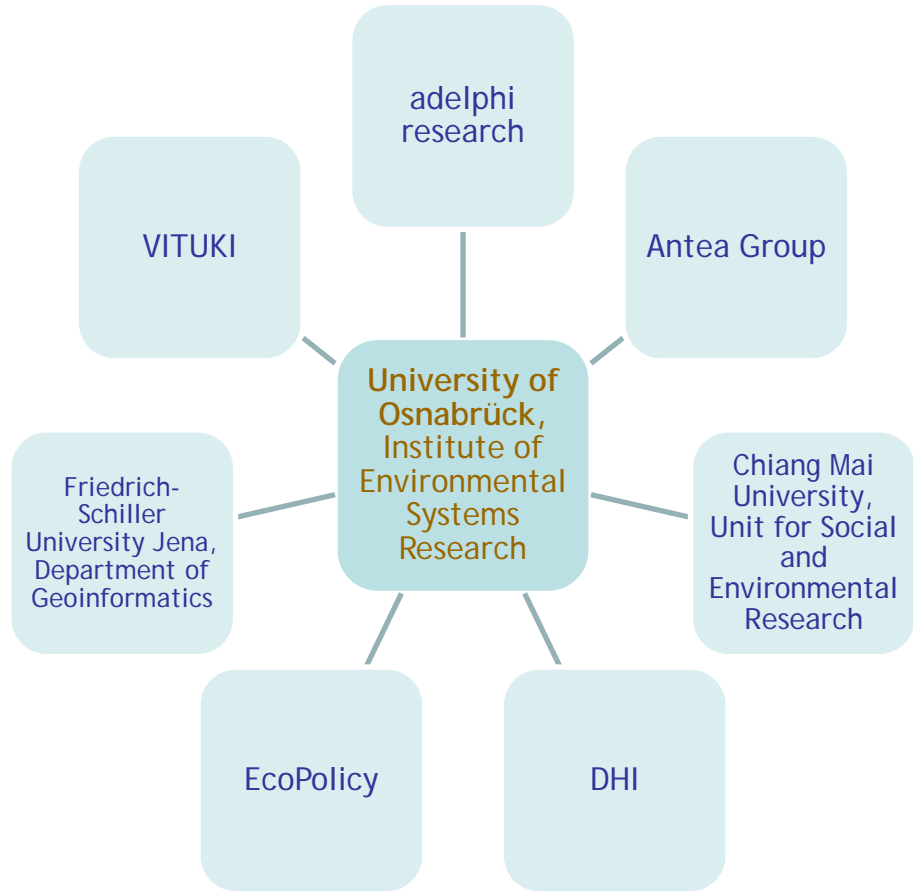 adelphi
research
VITUKI
Antea Group
University of
Osnabrück,
Institute of
Environmental
Systems
Research
Friedrich-
Schiller
University Jena,
Department of
Geoinformatics
Chiang Mai
University,
Unit for Social
and
Environmental
Research
EcoPolicy
DHI